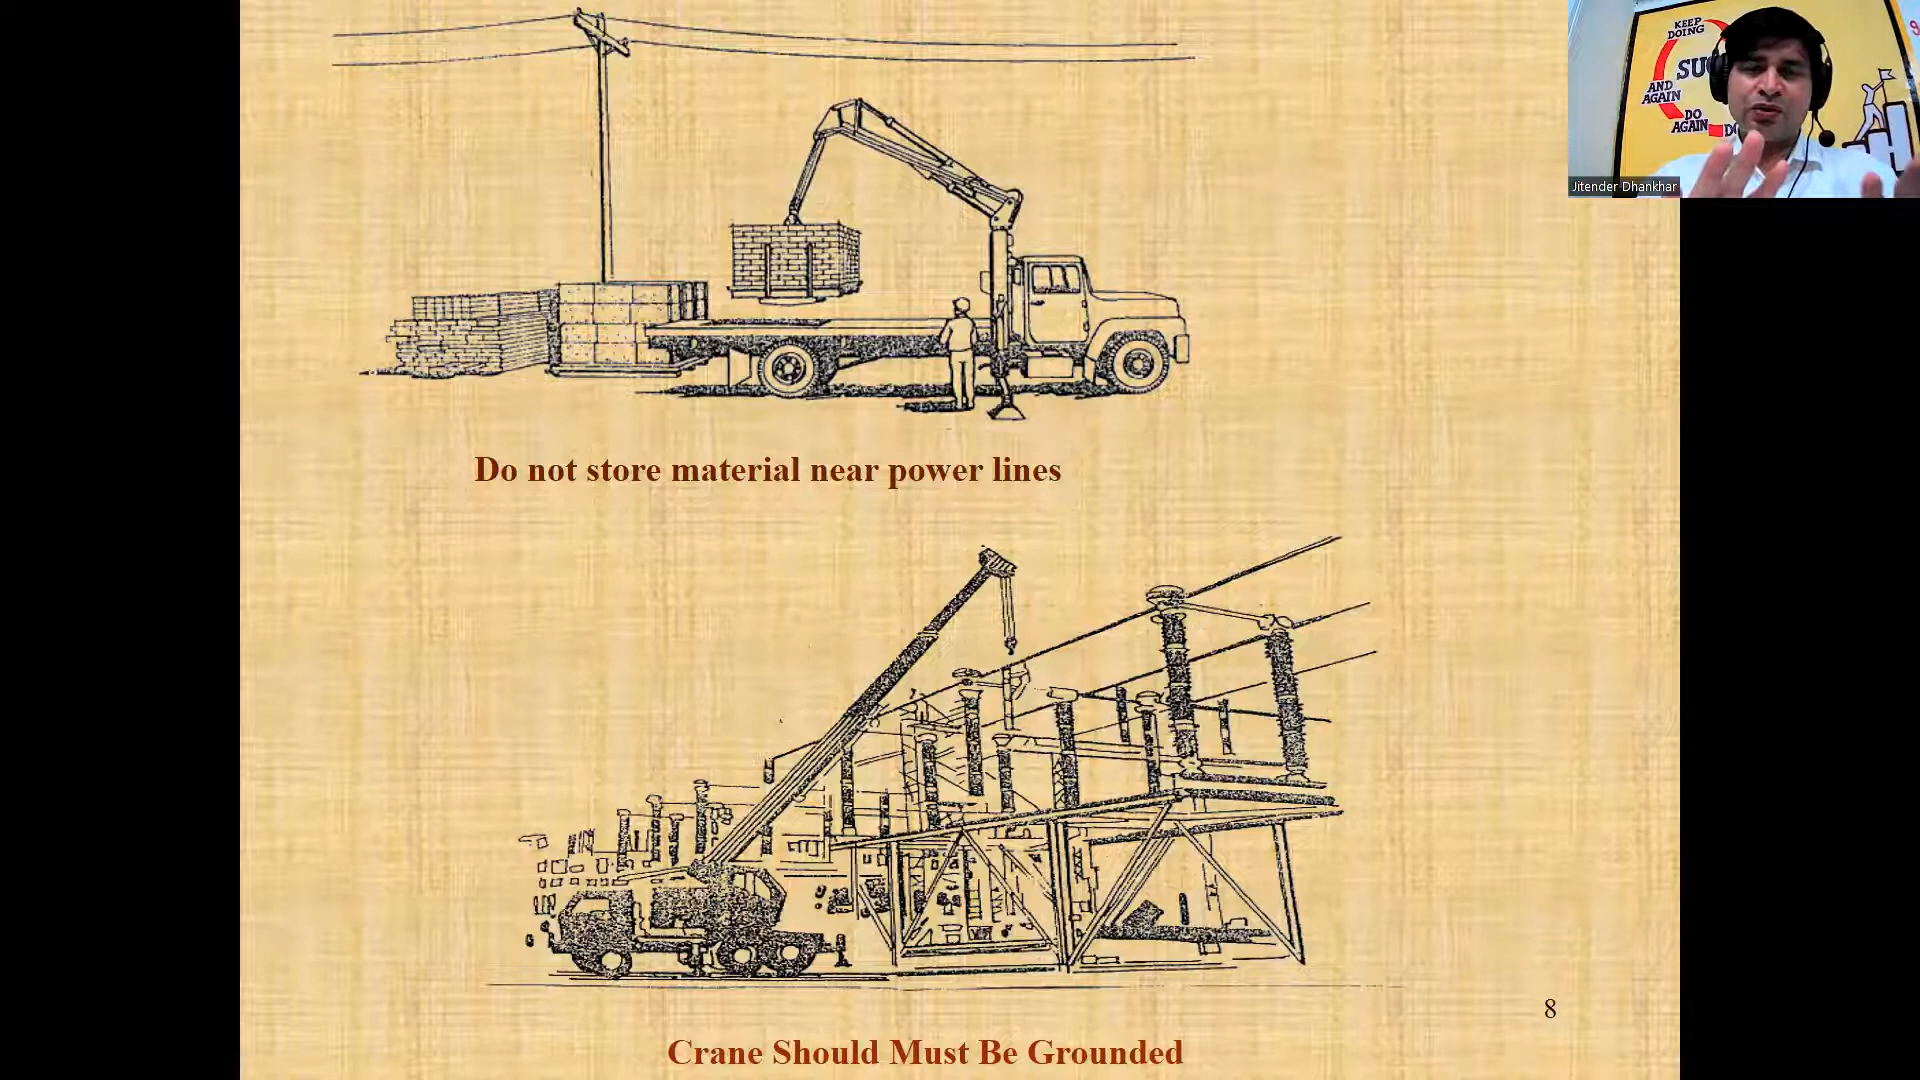 KEEP
DOING
SU
AND
AGAIN
DO
AGAIN
Jitender Dhankhar
Do not store material near power lines
8
Crane Should Must Be Grounded